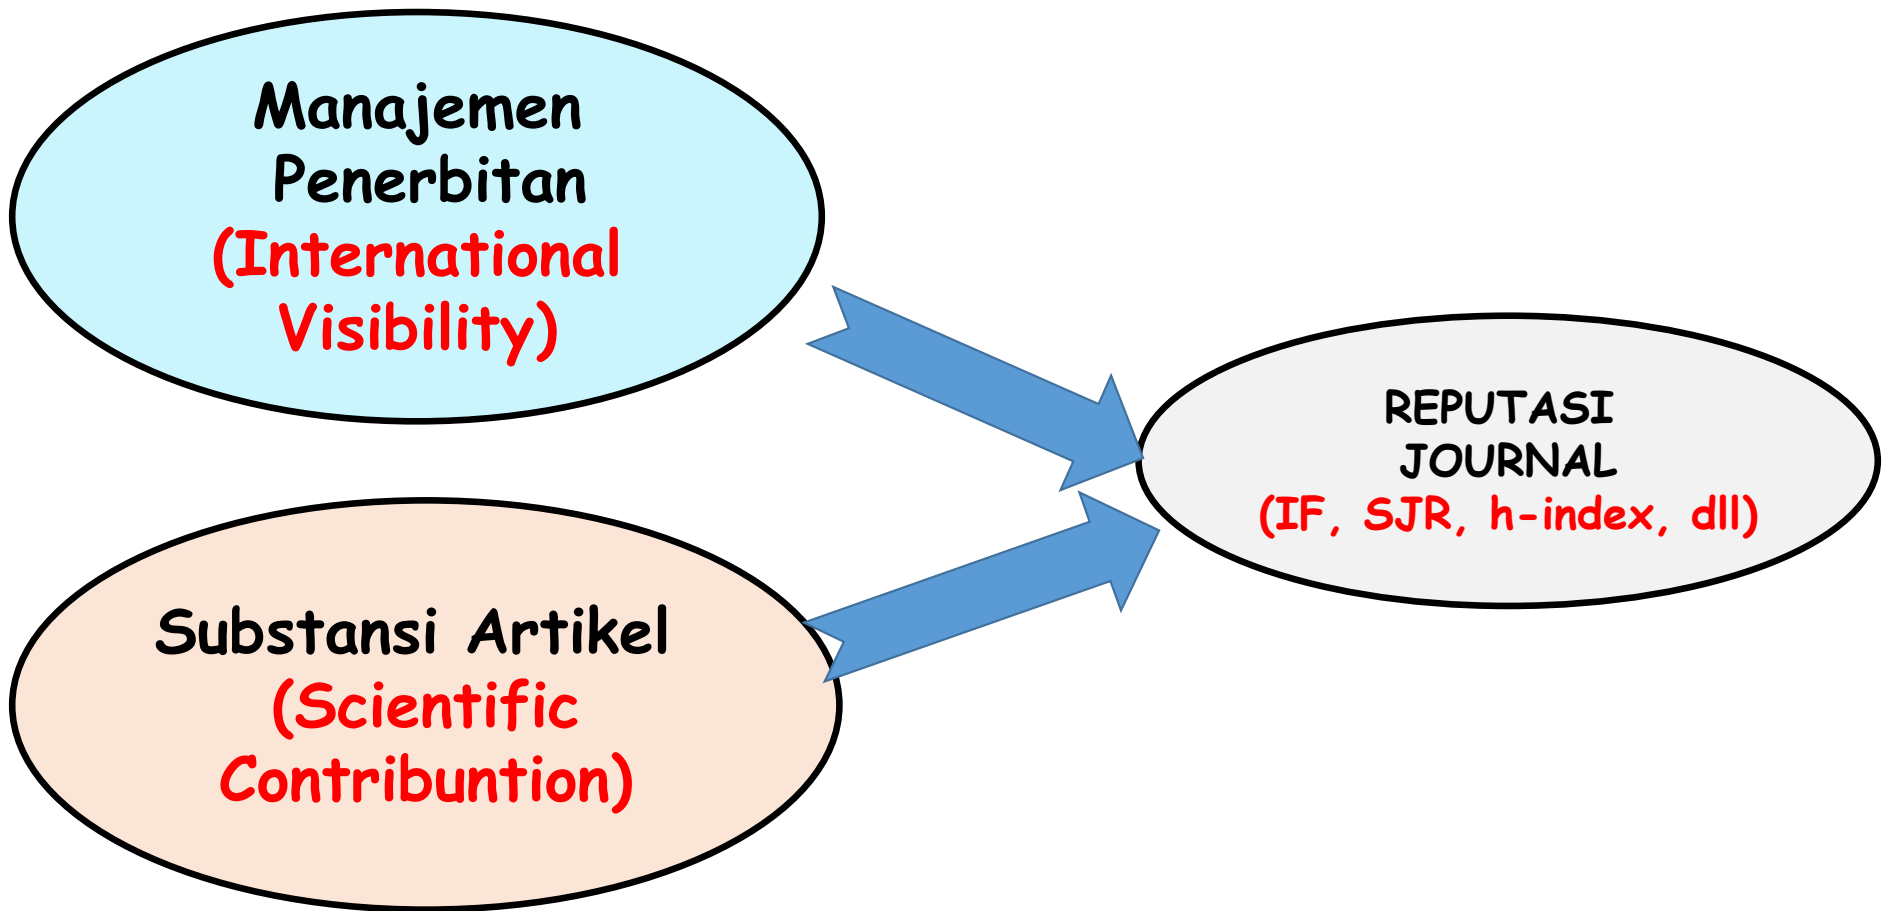 Manajemen
Penerbitan
(International
Visibility)
Substansi Artikel
(Scientific
Contribuntion)
REPUTASI
JOURNAL
(IF, SJR, h-index, dll)